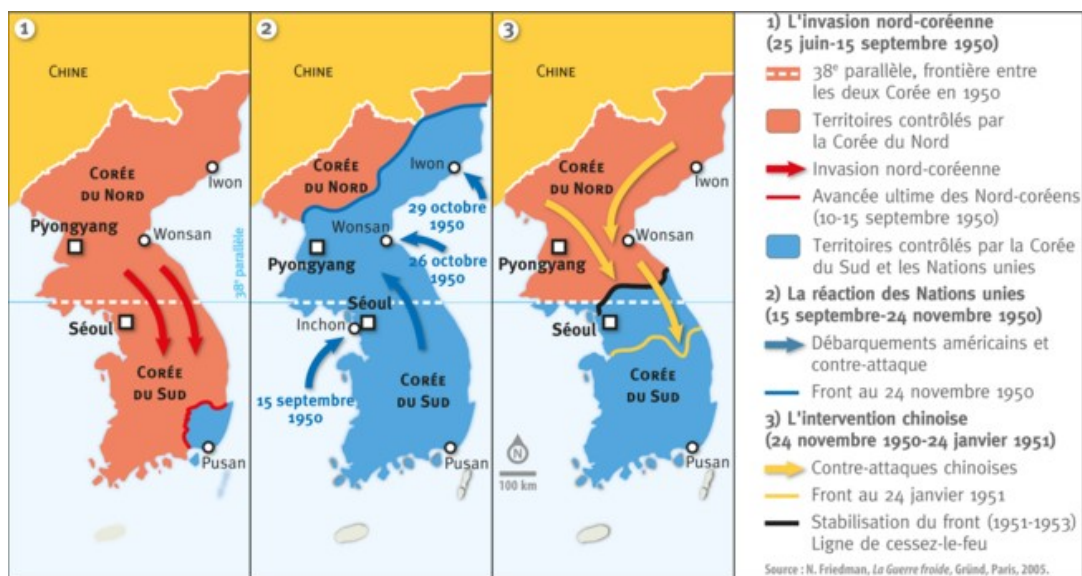 1
CHINE
CORÉE
DU NORD
Iwon
Pyongyang
Wonsan
Séoul
CORÉE
DU SUD
Pusan
38e parallèle
2
CHINE
CORÉE
DU NORD
Iwon
29 octobre
1950
Wonsan
Pyongyang
26 octobre
1950
Séoul
Inchon
15 septembre
1950
CORÉE
DU SUD
Pusan
3
CHINE
CORÉE
DU NORD
Iwon
Wonsan
Pyongyang
Séoul
CORÉE
DU SUD
Pusan
N
100 km
1) L'invasion nord-coréenne
(25 juin-15 septembre 1950)
38e parallèle, frontière entre
les deux Corée en 1950
Territoires contrôlés par
la Corée du Nord
Invasion nord-coréenne
Avancée ultime des Nord-coréens
(10-15 septembre 1950)
Territoires contrôlés par la Corée
du Sud et les Nations unies
2) La réaction des Nations unies
(15 septembre-24 novembre 1950)
Débarquements américains et
contre-attaque
Front au 24 novembre 1950
3) L'intervention chinoise
(24 novembre 1950-24 janvier 1951)
Contre-attaques chinoises
Front au 24 janvier 1951
Stabilisation du front (1951-1953)
Ligne de cessez-le-feu
Source : N. Friedman, La Guerre froide, Gründ, Paris, 2005.